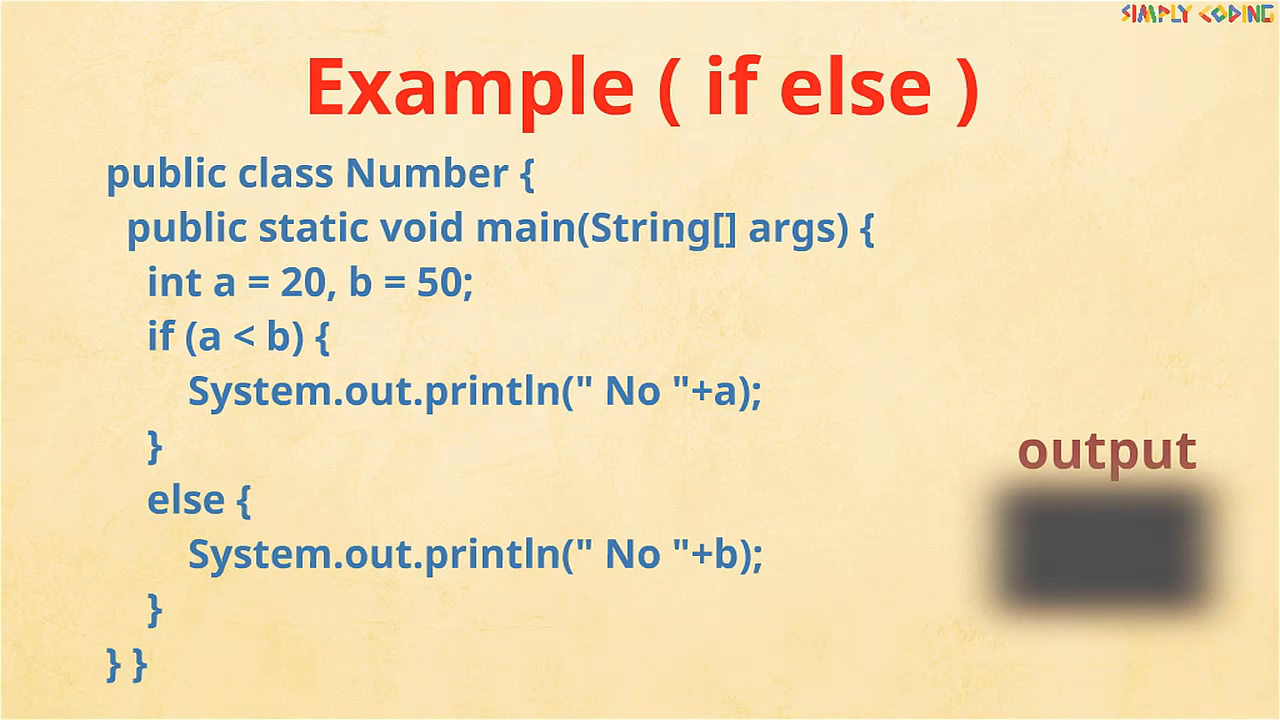 SIMPLY CODING
Example ( if else )
public class Number {
public static void main(String[] args) {
int a = 20, b = 50;
if (a < b) {
System.out.println(" No "+a);
}
else {
System.out.println(" No "+b);
}
} }
output